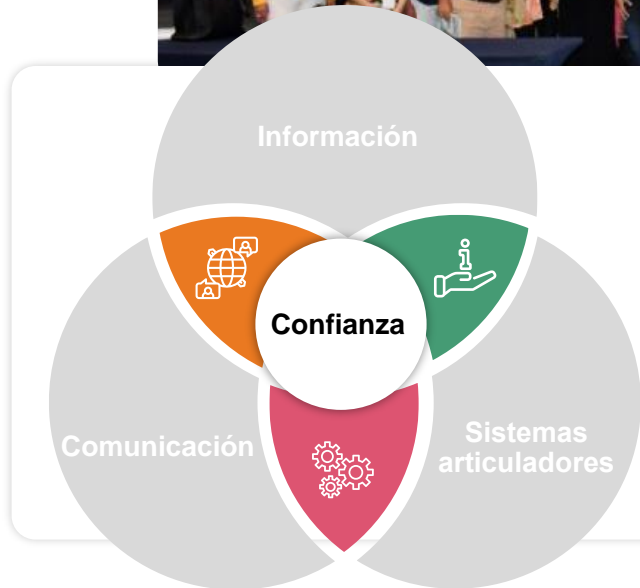 Información
Confianza
Comunicación
Sistemas
articuladores